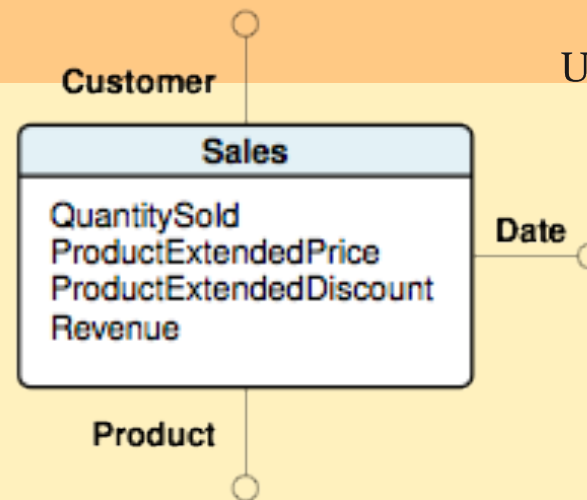 U
Customer
Sales
QuantitySold
ProductExtendedPrice
ProductExtendedDiscount
Revenue
Date
Product